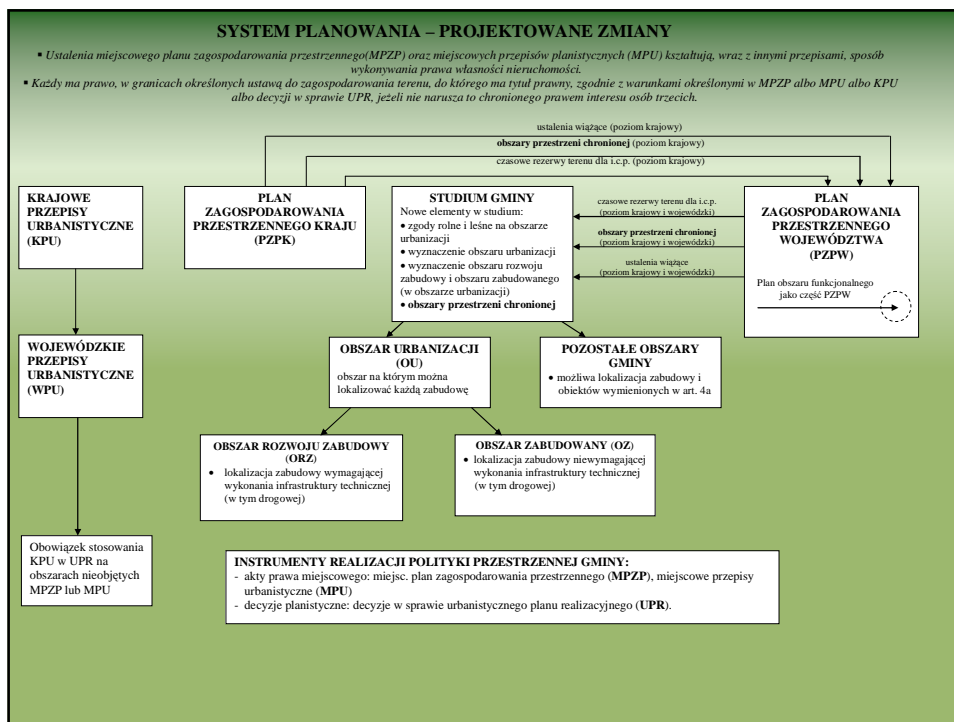 SYSTEM PLANOWANIA – PROJEKTOWANE ZMIANY
▪ Ustalenia miejscowego planu zagospodarowania przestrzennego(MPZP) oraz miejscowych przepisów planistycznych (MPU) kształtują, wraz z innymi przepisami, sposób
wykonywania prawa własności nieruchomości.
▪ Każdy ma prawo, w granicach określonych ustawą do zagospodarowania terenu, do którego ma tytuł prawny, zgodnie z warunkami określonymi w MPZP albo MPU albo KPU
albo decyzji w sprawie UPR, jeżeli nie narusza to chronionego prawem interesu osób trzecich.
ustalenia wiążące (poziom krajowy)
obszary przestrzeni chronionej (poziom krajowy)
czasowe rezerwy terenu dla i.c.p. (poziom krajowy)
KRAJOWE
PRZEPISY
URBANISTYCZNE
(KPU)
PLAN
ZAGOSPODAROWANIA
PRZESTRZENNEGO KRAJU
(PZPK)
STUDIUM GMINY
Nowe elementy w studium:
• zgody rolne i leśne na obszarze
urbanizacji
• wyznaczenie obszaru urbanizacji
• wyznaczenie obszaru rozwoju
zabudowy i obszaru zabudowanego
(w obszarze urbanizacji)
• obszary przestrzeni chronionej
czasowe rezerwy terenu dla i.c.p.
(poziom krajowy i wojewódzki)
obszary przestrzeni chronionej
(poziom krajowy i wojewódzki)
ustalenia wiążące
(poziom krajowy i wojewódzki)
PLAN
ZAGOSPODAROWANIA
PRZESTRZENNEGO
WOJEWÓDZTWA
(PZPW)
Plan obszaru funkcjonalnego
jako część PZPW
WOJEWÓDZKIE
PRZEPISY
URBANISTYCZNE
(WPU)
OBSZAR URBANIZACJI
(OU)
obszar na którym można
lokalizować każdą zabudowę
POZOSTAŁE OBSZARY
GMINY
• możliwa lokalizacja zabudowy i
obiektów wymienionych w art. 4a
OBSZAR ROZWOJU ZABUDOWY
(ORZ)
• lokalizacja zabudowy wymagającej
wykonania infrastruktury technicznej
(w tym drogowej)
OBSZAR ZABUDOWANY (OZ)
• lokalizacja zabudowy niewymagającej
wykonania infrastruktury technicznej
(w tym drogowej)
Obowiązek stosowania
KPU w UPR na
obszarach nieobjętych
MPZP lub MPU
INSTRUMENTY REALIZACJI POLITYKI PRZESTRZENNEJ GMINY:
- akty prawa miejscowego: miejsc. plan zagospodarowania przestrzennego (MPZP), miejscowe przepisy
urbanistyczne (MPU)
- decyzje planistyczne: decyzje w sprawie urbanistycznego planu realizacyjnego (UPR).